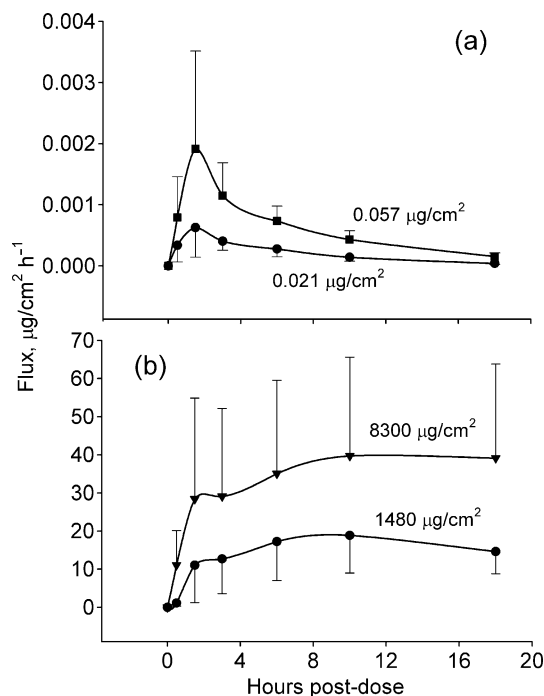 0.004
(a)
0.003
0.002
0.001
0.057 μg/cm²
0.000
0.021 μg/cm²
Flux, μg/cm² h⁻¹
70
(b)
60
50
8300 μg/cm²
40
30
1480 μg/cm²
20
10
0
0 4 8 12 16 20
Hours post-dose